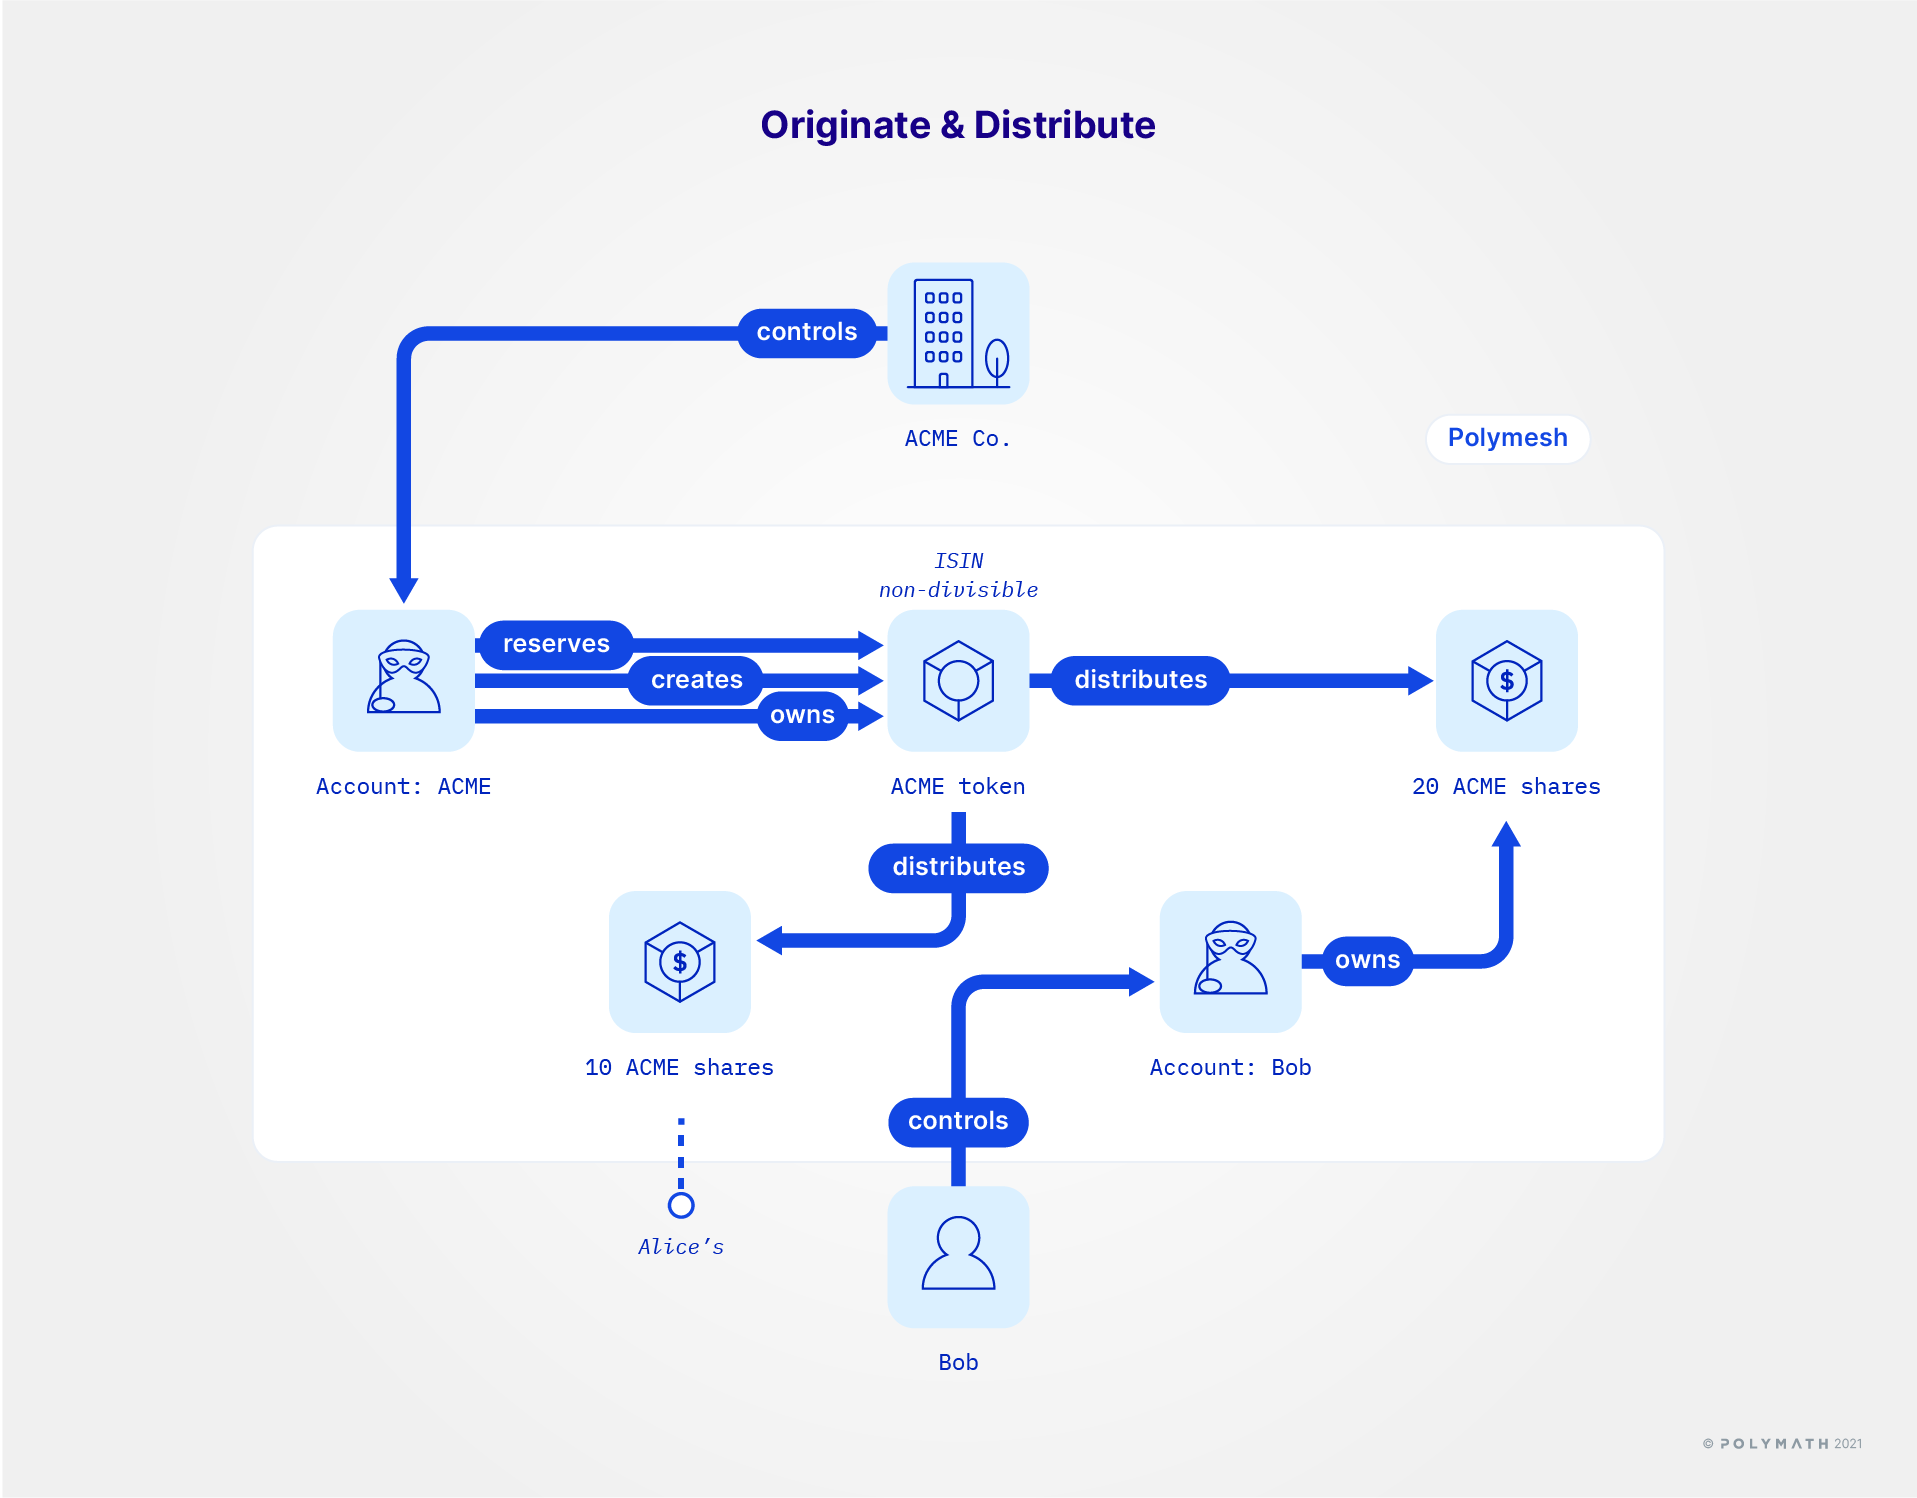 Originate & Distribute
controls
ACME Co.
Polymesh
ISIN
non-divisible
reserves
creates
owns
distributes
$
Account: ACME
ACME token
20 ACME shares
distributes
$
owns
10 ACME shares
Account: Bob
controls
Alice’s
Bob
© POLYMATH 2021